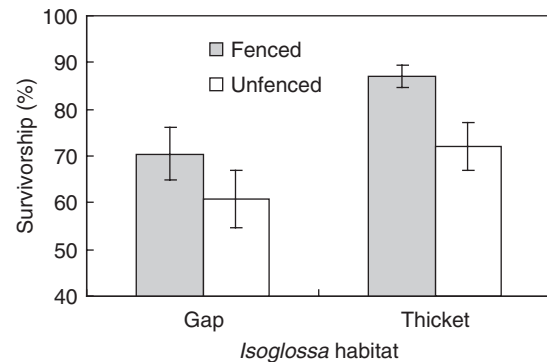 100
90
80
70
60
50
40
Survivorship (%)
Fenced
Unfenced
Gap
Thicket
Isoglossa habitat